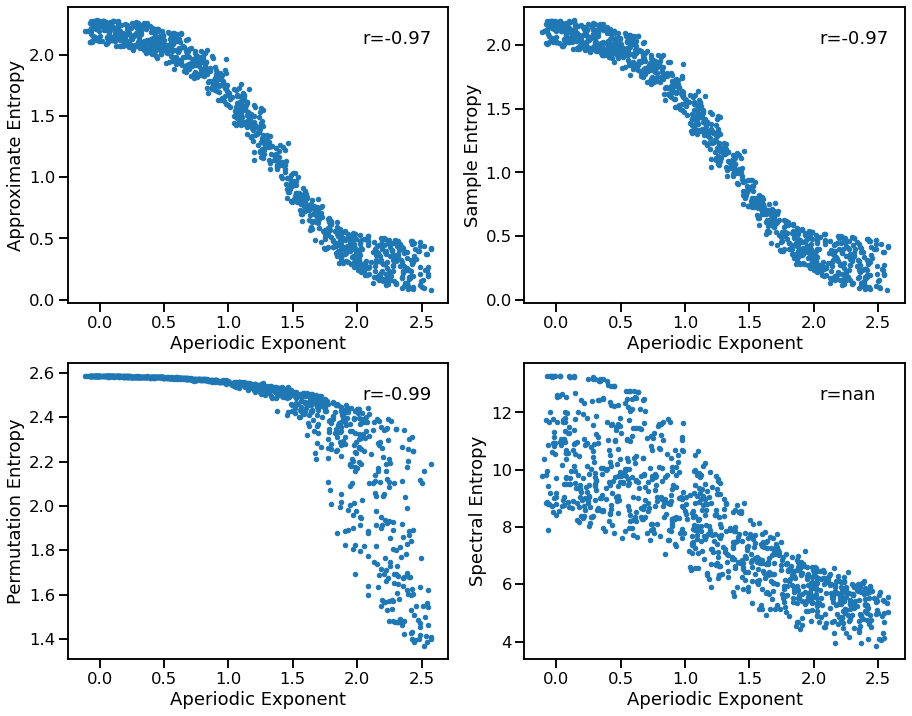 Approximate Entropy
2.0
1.5
1.0
0.5
0.0
r=-0.97
0.0 0.5 1.0 1.5 2.0 2.5
Aperiodic Exponent
Sample Entropy
2.0
1.5
1.0
0.5
0.0
r=-0.97
0.0 0.5 1.0 1.5 2.0 2.5
Aperiodic Exponent
Permutation Entropy
2.6
2.4
2.2
2.0
1.8
1.6
1.4
r=-0.99
0.0 0.5 1.0 1.5 2.0 2.5
Aperiodic Exponent
Spectral Entropy
12
10
8
6
4
r=nan
0.0 0.5 1.0 1.5 2.0 2.5
Aperiodic Exponent